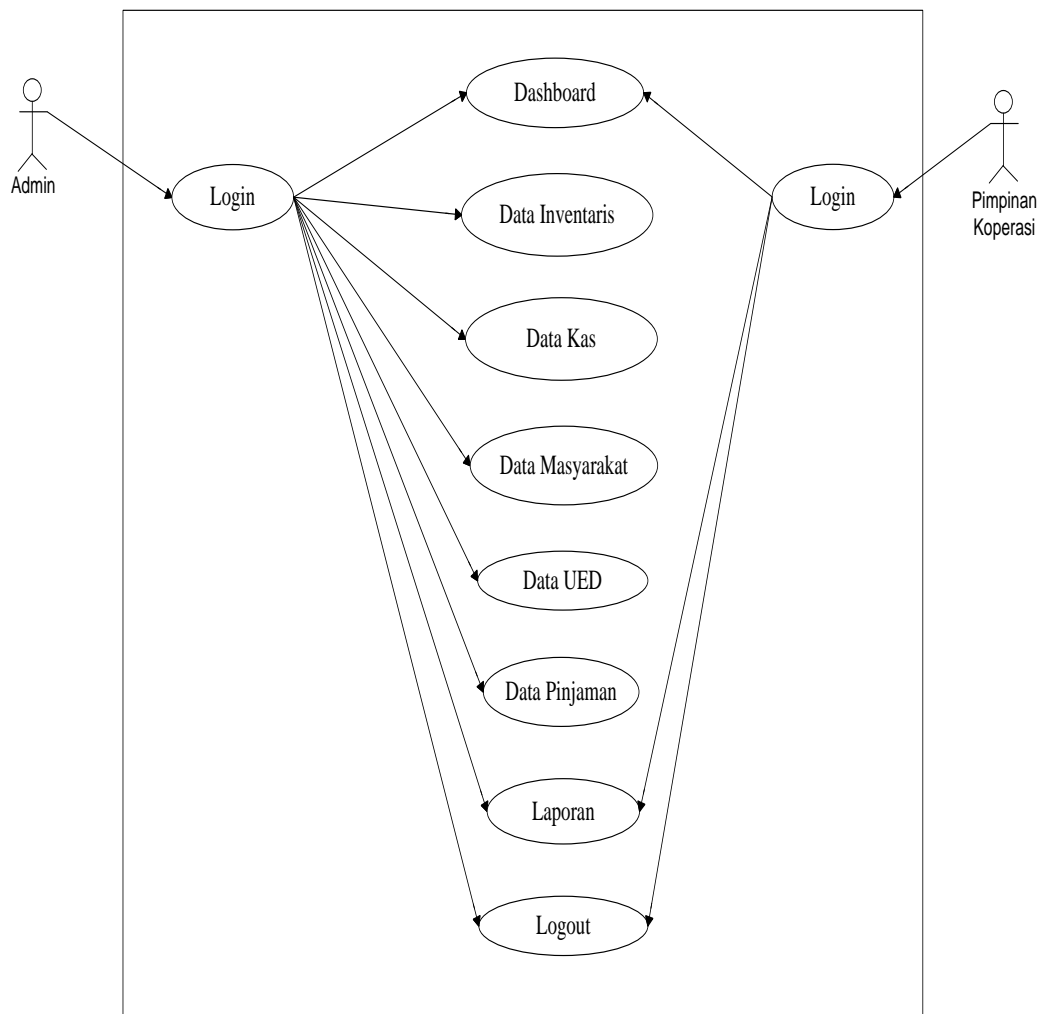 Dashboard
Admin
Login
Login
Pimpinan
Koperasi
Data Inventaris
Data Kas
Data Masyarakat
Data UED
Data Pinjaman
Laporan
Logout